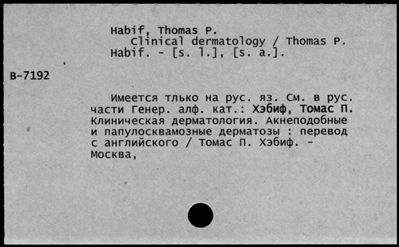 Habif, Thomas P.
Clinical dermatology / Thomas P.
Habif. - [s. l.], [s. a.].
B-7192
Имеется тлько на рус. яз. См. в рус.
части Генер. алф. кат.: Хэбиф, Томас П.
Клиническая дерматология. Акнеподобные
и папулосквамозные дерматозы : перевод
с английского / Томас П. Хэбиф. -
Москва,